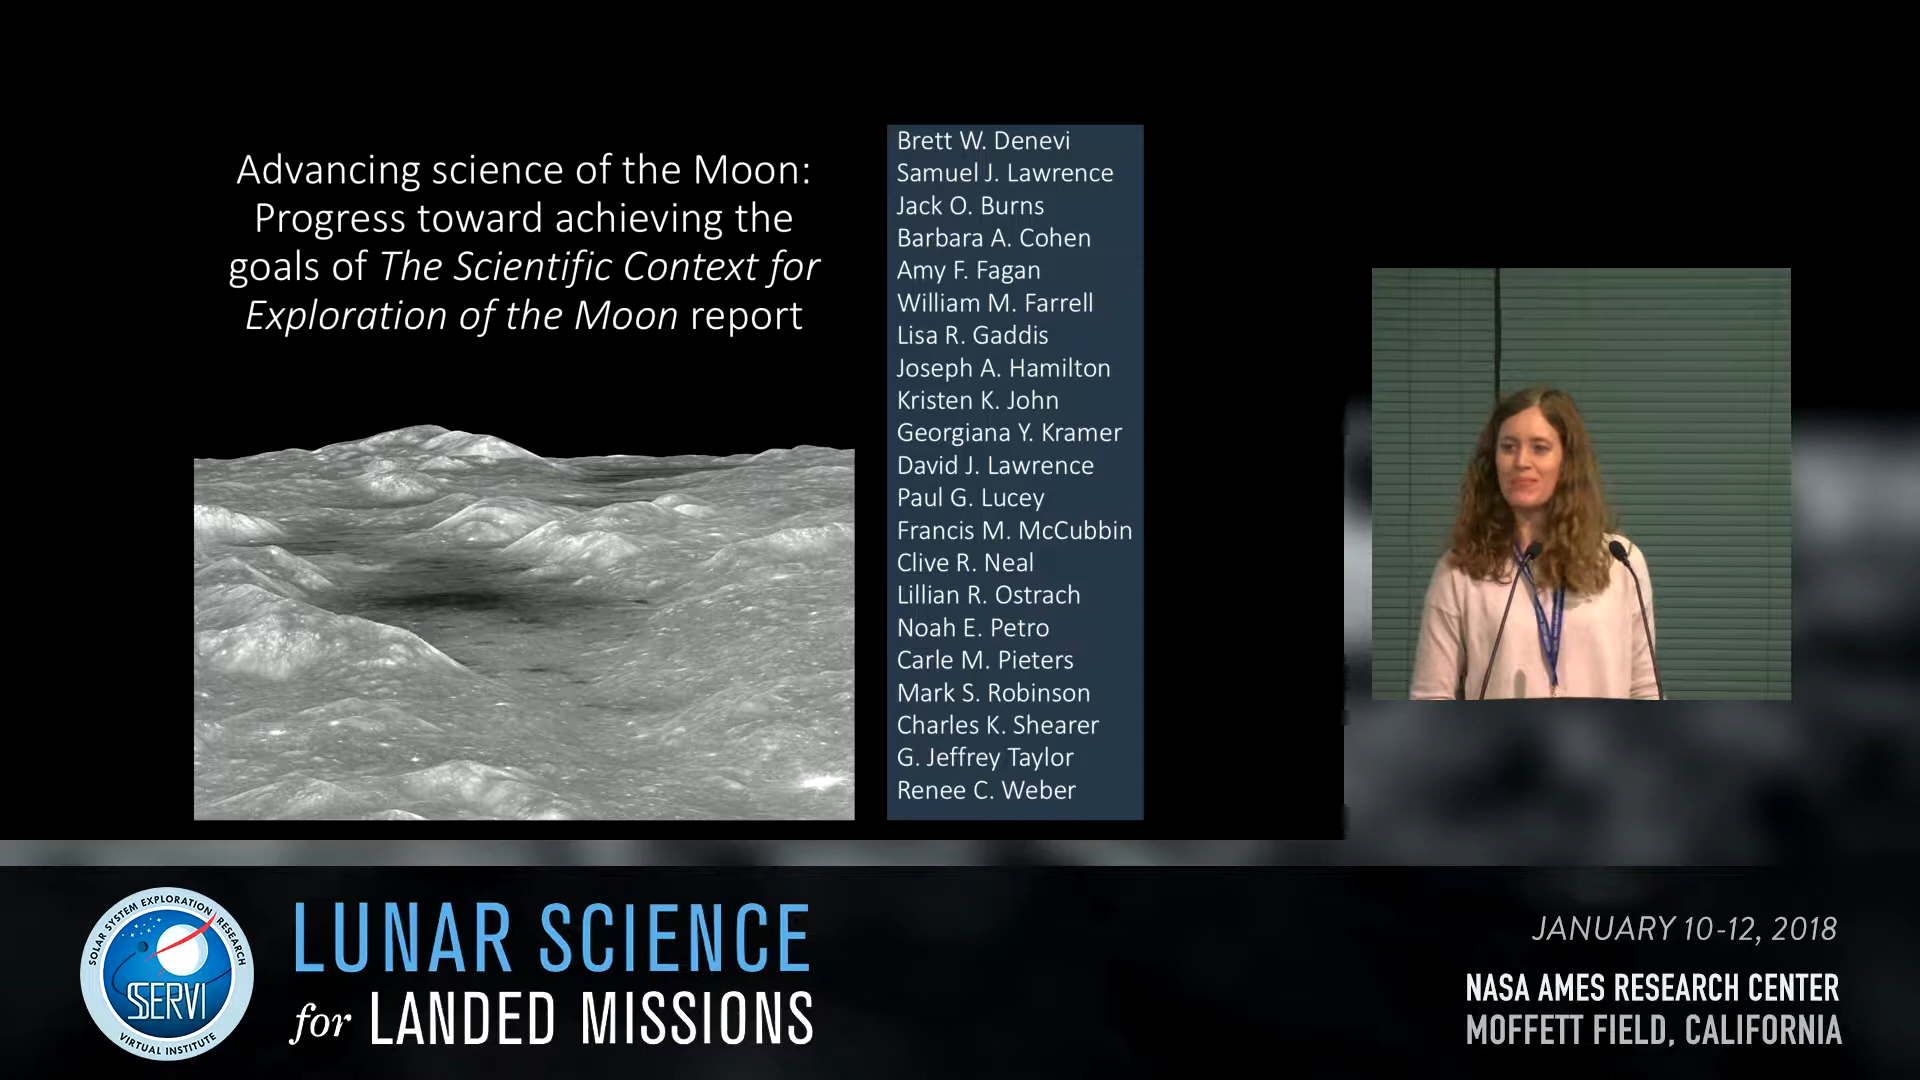 Advancing science of the Moon:
Progress toward achieving the
goals of The Scientific Context for
Exploration of the Moon report
Brett W. Denevi
Samuel J. Lawrence
Jack O. Burns
Barbara A. Cohen
Amy F. Fagan
William M. Farrell
Lisa R. Gaddis
Joseph A. Hamilton
Kristen K. John
Georgiana Y. Kramer
David J. Lawrence
Paul G. Lucey
Francis M. McCubbin
Clive R. Neal
Lillian R. Ostrach
Noah E. Petro
Carle M. Pieters
Mark S. Robinson
Charles K. Shearer
G. Jeffrey Taylor
Renee C. Weber
SOLAR SYSTEM EXPLORATION RESEARCH
SSERVI
VIRTUAL INSTITUTE
LUNAR SCIENCE
for LANDED MISSIONS
JANUARY 10-12, 2018
NASA AMES RESEARCH CENTER
MOFFETT FIELD, CALIFORNIA